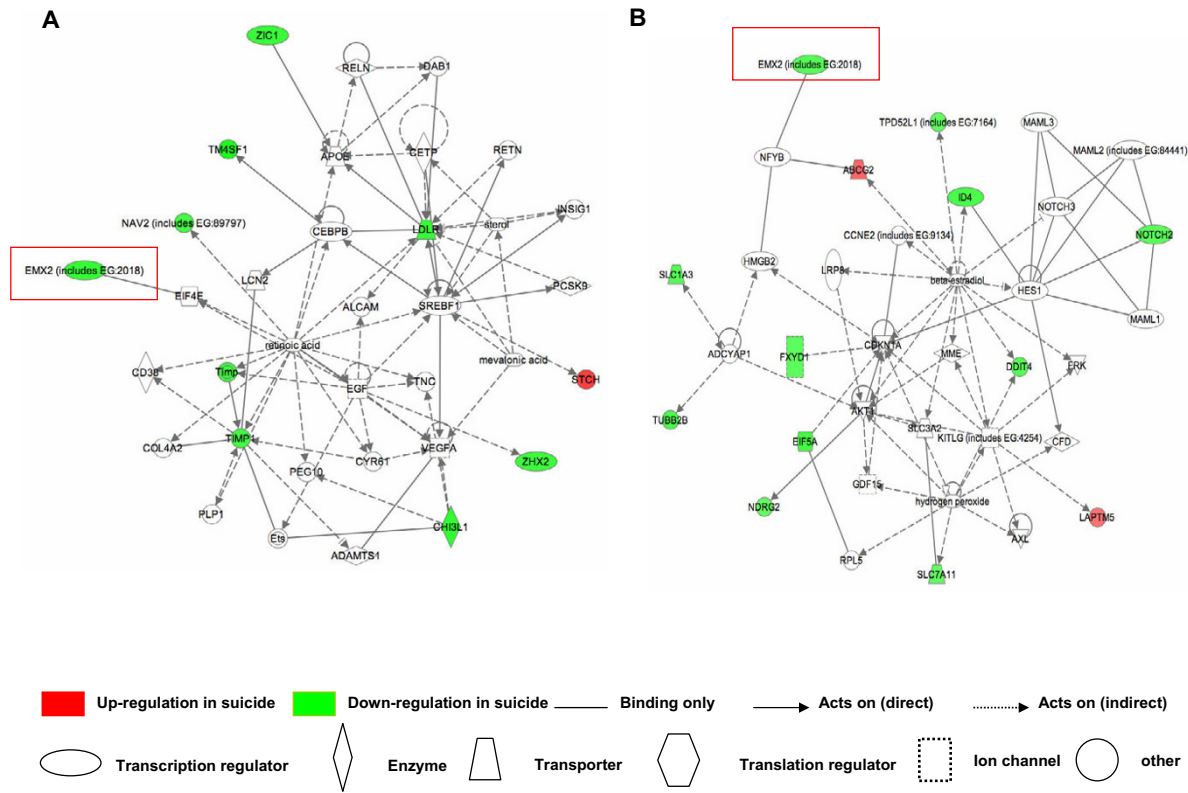 A
B
ZIC1
RELN
DAB1
TM4SF1
APOE
CETP
RETN
NAV2 (includes EG:89797)
CEBPB
LDLR
sterol
INSIG1
EMX2 (includes EG:2018)
LCN2
EIF4E
ALCAM
SREBF1
PCSK9
retinoic acid
mevalonic acid
CD38
Timp
EGF
TNC
STCH
COL4A2
TIMP1
VEGFA
PEG10
CYR61
ZHX2
PLP1
Ets
CHI3L1
ADAMTS1
EMX2 (includes EG:2018)
TPD52L1 (includes EG:7164)
MAML3
NFYB
ABCG2
MAML2 (includes EG:84441)
ID4
NOTCH3
CCNE2 (includes EG:9134)
NOTCH2
SLC1A3
HMGB2
LRP8
beta-estradiol
HES1
MAML1
ADCYAP1
FXYD1
CDKN1A
MME
DDIT4
FRK
TUBB2B
AKT1
EIF5A
SLC3A2
KITLG (includes EG:4254)
CFD
GDF15
NDRG2
hydrogen peroxide
LAPTM5
AXL
RPL5
SLC7A11
Up-regulation in suicide
Down-regulation in suicide
Binding only
Acts on (direct)
Acts on (indirect)
Transcription regulator
Enzyme
Transporter
Translation regulator
Ion channel
other